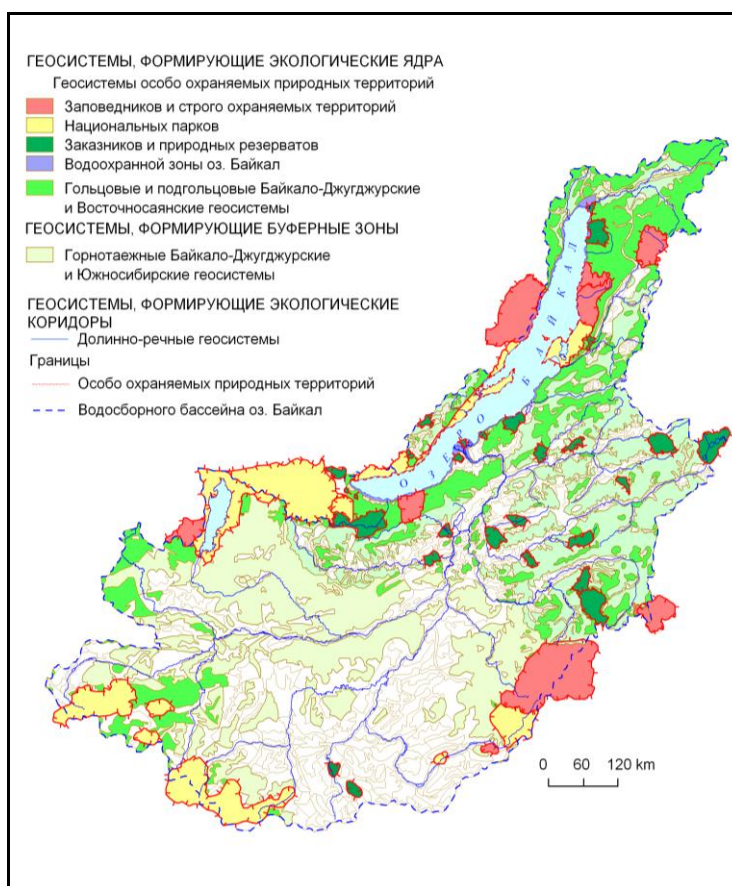 ГЕОСИСТЕМЫ, ФОРМИРУЮЩИЕ ЭКОЛОГИЧЕСКИЕ ЯДРА
Геосистемы особо охраняемых природных территорий
Заповедников и строго охраняемых территорий
Национальных парков
Заказников и природных резерватов
Водоохранной зоны оз. Байкал
Гольцовые и подгольцовые Байкало-Джугджурские
и Восточносаянские геосистемы
ГЕОСИСТЕМЫ, ФОРМИРУЮЩИЕ БУФЕРНЫЕ ЗОНЫ
Горнотаежные Байкало-Джугджурские
и Южносибирские геосистемы
ГЕОСИСТЕМЫ, ФОРМИРУЮЩИЕ ЭКОЛОГИЧЕСКИЕ
КОРИДОРЫ
Долинно-речные геосистемы
Границы
Особо охраняемых природных территорий
Водосборного бассейна оз. Байкал
ОЗЕРО БАЙКАЛ
0 60 120 km